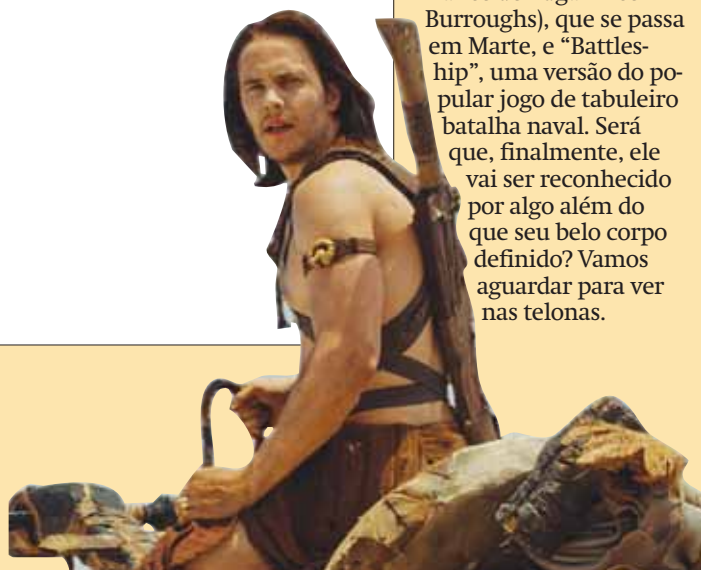 Burroughs), que se passa
em Marte, e “Battles-
hip”, uma versão do po-
pular jogo de tabuleiro
batalha naval. Será
que, finalmente, ele
vai ser reconhecido
por algo além do
que seu belo corpo
definido? Vamos
aguardar para ver
nas telonas.